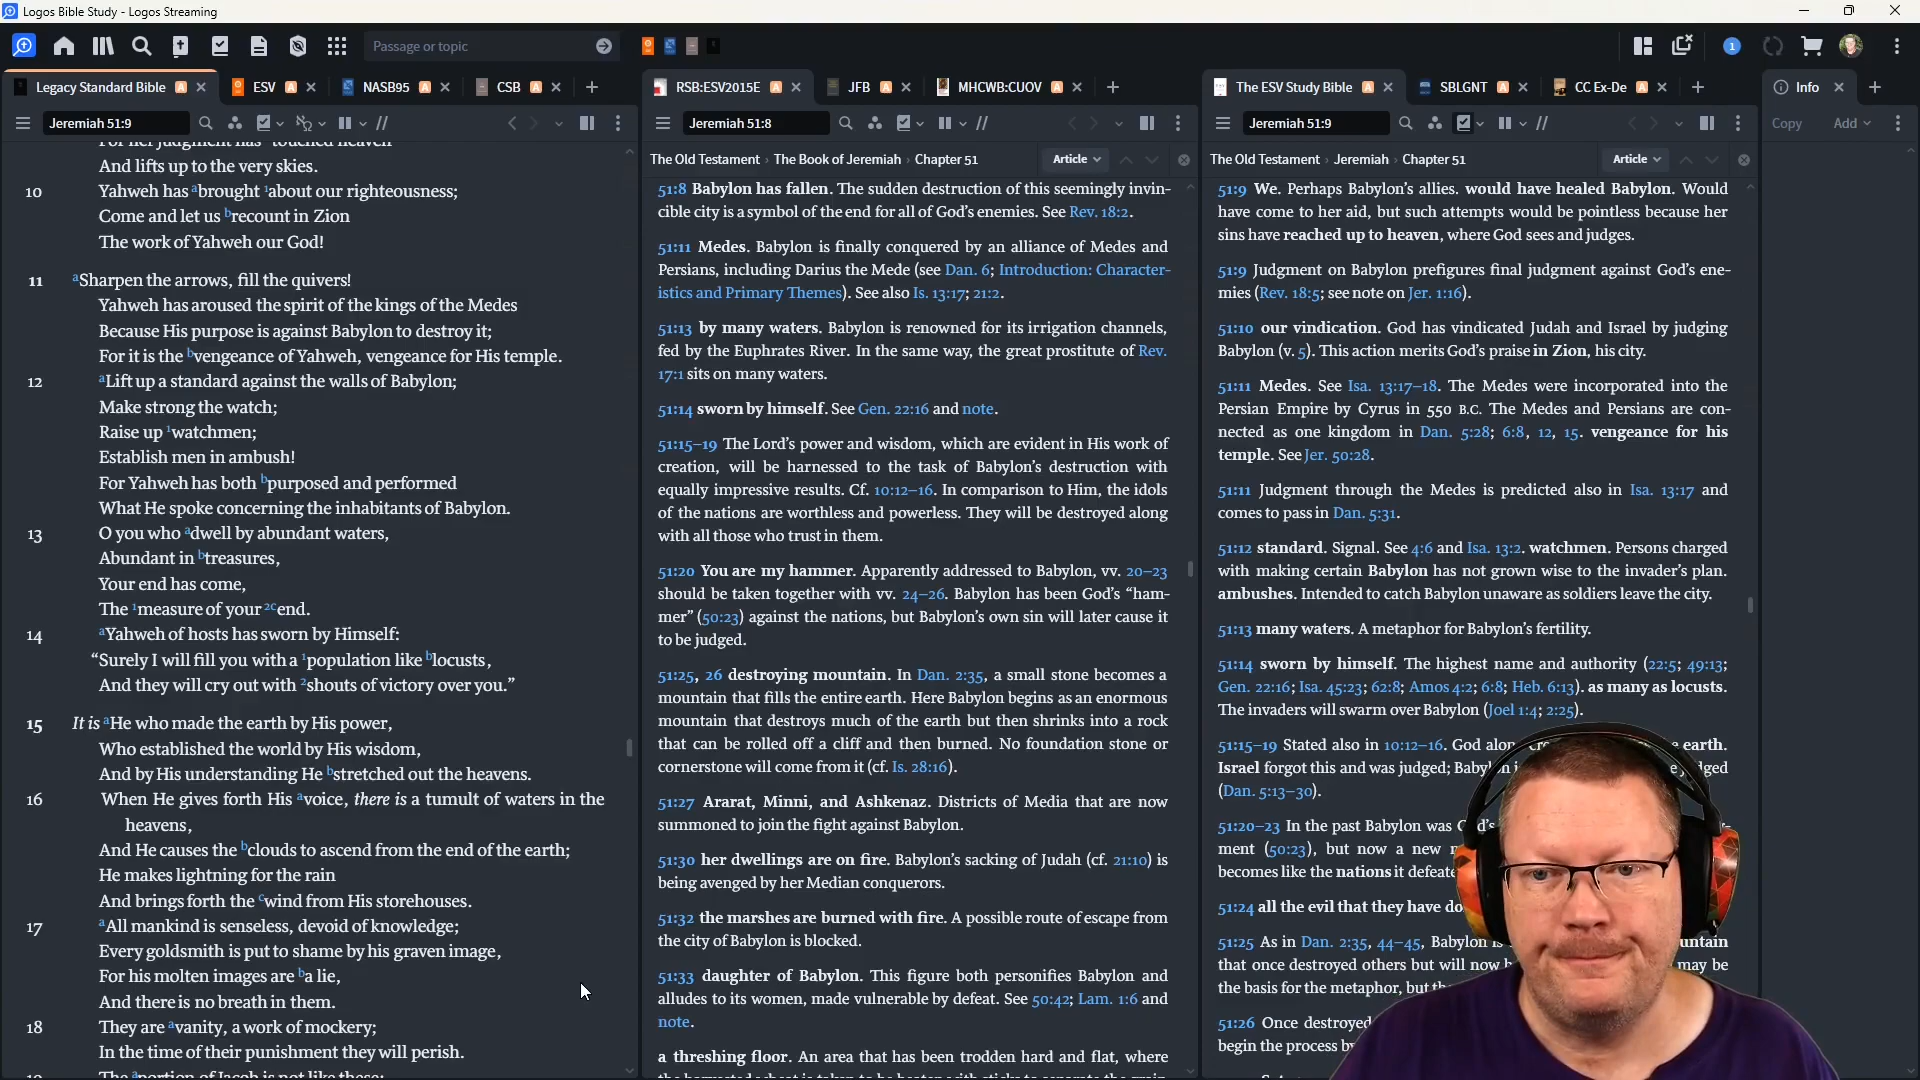 Logos Bible Study - Logos Streaming
Passage or topic
1
Legacy Standard Bible A
ESV A
NASB95 A
CSB A
Jeremiah 51:9
And lifts up to the very skies.
10 Yahweh has ᵃbrought ¹about our righteousness;
Come and let us ᵇrecount in Zion
The work of Yahweh our God!
11 ᵃSharpen the arrows, fill the quivers!
Yahweh has aroused the spirit of the kings of the Medes
Because His purpose is against Babylon to destroy it;
For it is the ᵇvengeance of Yahweh, vengeance for His temple.
12 ᵃLift up a standard against the walls of Babylon;
Make strong the watch;
Raise up ¹watchmen;
Establish men in ambush!
For Yahweh has both ᵇpurposed and performed
What He spoke concerning the inhabitants of Babylon.
13 O you who ᵃdwell by abundant waters,
Abundant in ᵇtreasures,
Your end has come,
The ¹measure of your ²ᶜend.
14 ᵃYahweh of hosts has sworn by Himself:
“Surely I will fill you with a ¹population like ᵇlocusts,
And they will cry out with ²shouts of victory over you.”
15 It is ᵃHe who made the earth by His power,
Who established the world by His wisdom,
And by His understanding He ᵇstretched out the heavens.
16 When He gives forth His ᵃvoice, there is a tumult of waters in the
heavens,
And He causes the ᵇclouds to ascend from the end of the earth;
He makes lightning for the rain
And brings forth the ᶜwind from His storehouses.
17 ᵃAll mankind is senseless, devoid of knowledge;
Every goldsmith is put to shame by his graven image,
For his molten images are ᵇa lie,
And there is no breath in them.
18 They are ᵃvanity, a work of mockery;
In the time of their punishment they will perish.
RSB:ESV2015E A
JFB A
MHCWB:CUOV A
Jeremiah 51:8
The Old Testament › The Book of Jeremiah › Chapter 51
Article
51:8 Babylon has fallen. The sudden destruction of this seemingly invin-
cible city is a symbol of the end for all of God’s enemies. See Rev. 18:2.
51:11 Medes. Babylon is finally conquered by an alliance of Medes and
Persians, including Darius the Mede (see Dan. 6; Introduction: Character-
istics and Primary Themes). See also Is. 13:17; 21:2.
51:13 by many waters. Babylon is renowned for its irrigation channels,
fed by the Euphrates River. In the same way, the great prostitute of Rev.
17:1 sits on many waters.
51:14 sworn by himself. See Gen. 22:16 and note.
51:15–19 The Lord’s power and wisdom, which are evident in His work of
creation, will be harnessed to the task of Babylon’s destruction with
equally impressive results. Cf. 10:12–16. In comparison to Him, the idols
of the nations are worthless and powerless. They will be destroyed along
with all those who trust in them.
51:20 You are my hammer. Apparently addressed to Babylon, vv. 20–23
should be taken together with vv. 24–26. Babylon has been God’s “ham-
mer” (50:23) against the nations, but Babylon’s own sin will later cause it
to be judged.
51:25, 26 destroying mountain. In Dan. 2:35, a small stone becomes a
mountain that fills the entire earth. Here Babylon begins as an enormous
mountain that destroys much of the earth but then shrinks into a rock
that can be rolled off a cliff and then burned. No foundation stone or
cornerstone will come from it (cf. Is. 28:16).
51:27 Ararat, Minni, and Ashkenaz. Districts of Media that are now
summoned to join the fight against Babylon.
51:30 her dwellings are on fire. Babylon’s sacking of Judah (cf. 21:10) is
being avenged by her Median conquerors.
51:32 the marshes are burned with fire. A possible route of escape from
the city of Babylon is blocked.
51:33 daughter of Babylon. This figure both personifies Babylon and
alludes to its women, made vulnerable by defeat. See 50:42; Lam. 1:6 and
note.
a threshing floor. An area that has been trodden hard and flat, where
The ESV Study Bible A
SBLGNT A
CC Ex-De A
Jeremiah 51:9
The Old Testament › Jeremiah › Chapter 51
Article
51:9 We. Perhaps Babylon’s allies. would have healed Babylon. Would
have come to her aid, but such attempts would be pointless because her
sins have reached up to heaven, where God sees and judges.
51:9 Judgment on Babylon prefigures final judgment against God’s ene-
mies (Rev. 18:5; see note on Jer. 1:16).
51:10 our vindication. God has vindicated Judah and Israel by judging
Babylon (v. 5). This action merits God’s praise in Zion, his city.
51:11 Medes. See Isa. 13:17–18. The Medes were incorporated into the
Persian Empire by Cyrus in 550 B.C. The Medes and Persians are con-
nected as one kingdom in Dan. 5:28; 6:8, 12, 15. vengeance for his
temple. See Jer. 50:28.
51:11 Judgment through the Medes is predicted also in Isa. 13:17 and
comes to pass in Dan. 5:31.
51:12 standard. Signal. See 4:6 and Isa. 13:2. watchmen. Persons charged
with making certain Babylon has not grown wise to the invader’s plan.
ambushes. Intended to catch Babylon unaware as soldiers leave the city.
51:13 many waters. A metaphor for Babylon’s fertility.
51:14 sworn by himself. The highest name and authority (22:5; 49:13;
Gen. 22:16; Isa. 45:23; 62:8; Amos 4:2; 6:8; Heb. 6:13). as many as locusts.
The invaders will swarm over Babylon (Joel 1:4; 2:25).
51:15–19 Stated also in 10:12–16. God alon earth.
Israel forgot this and was judged; Babyl
(Dan. 5:13–30).
51:20–23 In the past Babylon was
ment (50:23), but now a new
becomes like the nations it defeate
51:24 all the evil that they have do
51:25 As in Dan. 2:35, 44–45, Babylon
that once destroyed others but will now may be
the basis for the metaphor, but
51:26 Once destroyed
begin the process b
Info
Copy
Add